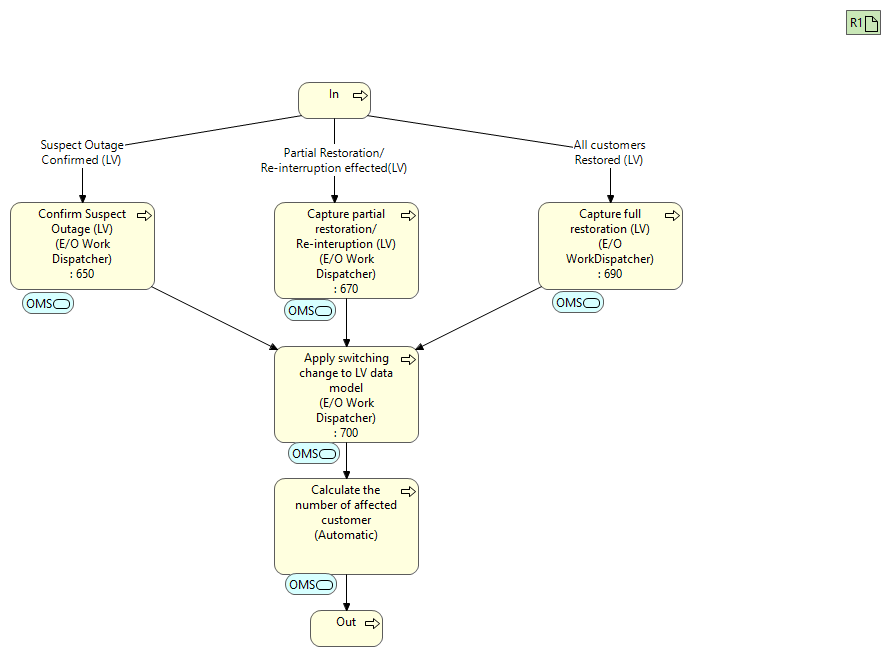 R1
In
Suspect Outage
Confirmed (LV)
Partial Restoration/
Re-interruption effected(LV)
All customers
Restored (LV)
Confirm Suspect
Outage (LV)
(E/O Work
Dispatcher)
: 650
OMS
Capture partial
restoration/
Re-interuption (LV)
(E/O Work
Dispatcher)
: 670
OMS
Capture full
restoration (LV)
(E/O
WorkDispatcher)
: 690
OMS
Apply switching
change to LV data
model
(E/O Work
Dispatcher)
: 700
OMS
Calculate the
number of affected
customer
(Automatic)
OMS
Out